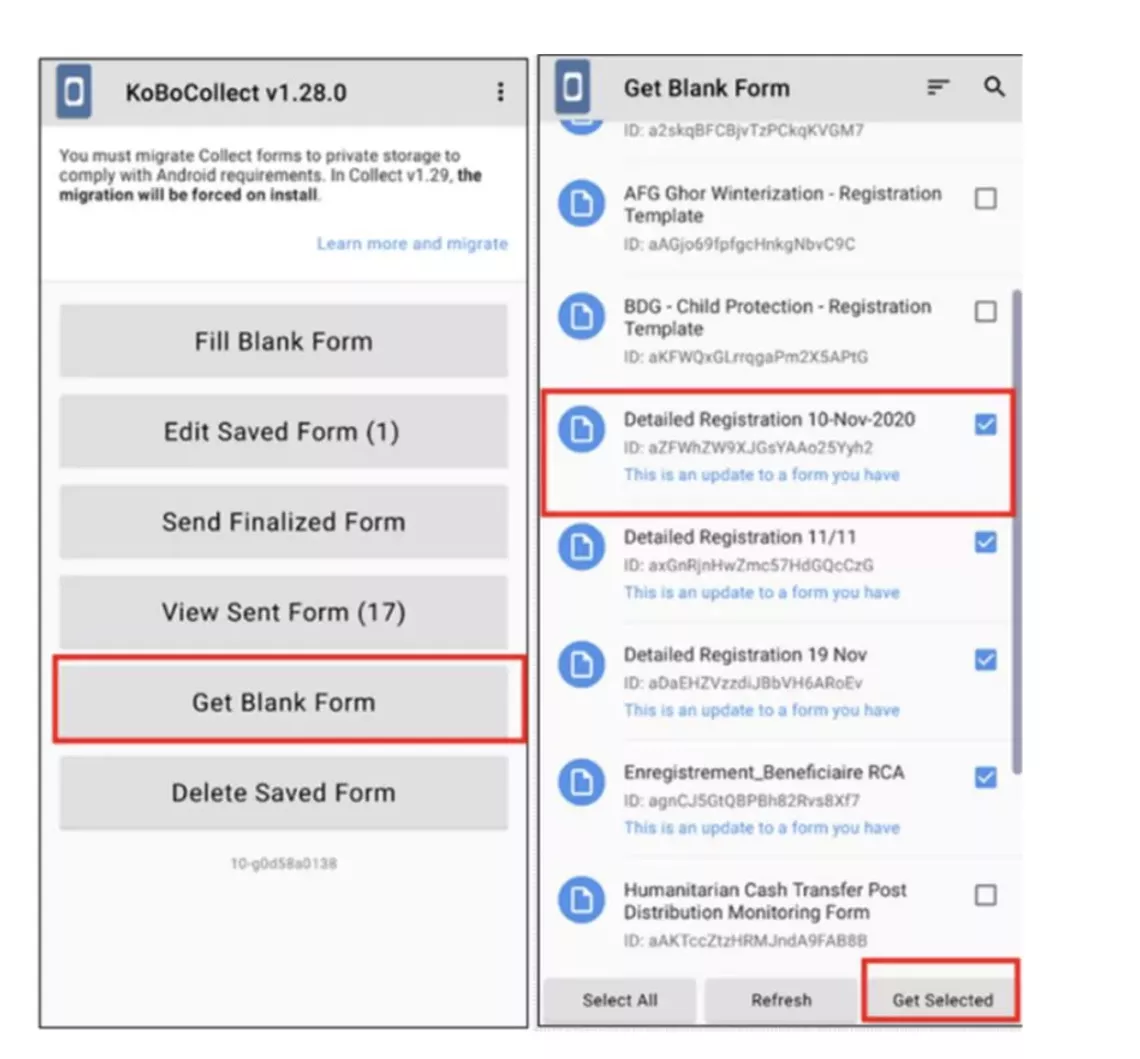 KoBoCollect v1.28.0
You must migrate Collect forms to private storage to
comply with Android requirements. In Collect v1.29, the
migration will be forced on install.
Learn more and migrate
Fill Blank Form
Edit Saved Form (1)
Send Finalized Form
View Sent Form (17)
Get Blank Form
Delete Saved Form
10-g0d58a0138
Get Blank Form
ID: a2skqBFCBjvTzPCkqKVGM7
AFG Ghor Winterization - Registration
Template
ID: aAGjo69fpfgcHnkgNbvC9C
BDG - Child Protection - Registration
Template
ID: aKFWQxGLrrqgaPm2X5APtG
Detailed Registration 10-Nov-2020
ID: aZFWhZW9XJGsYAAo25Yyh2
This is an update to a form you have
Detailed Registration 11/11
ID: axGnRjnHwZmc57HdGQcCzG
This is an update to a form you have
Detailed Registration 19 Nov
ID: aDaEHZVzzdiJBbVH6ARoEv
This is an update to a form you have
Enregistrement_Beneficiaire RCA
ID: agnCJ5GtQBPBh82Rvs8Xf7
This is an update to a form you have
Humanitarian Cash Transfer Post
Distribution Monitoring Form
ID: aAKTccZtzHRMJndA9FAB8B
Select All
Refresh
Get Selected